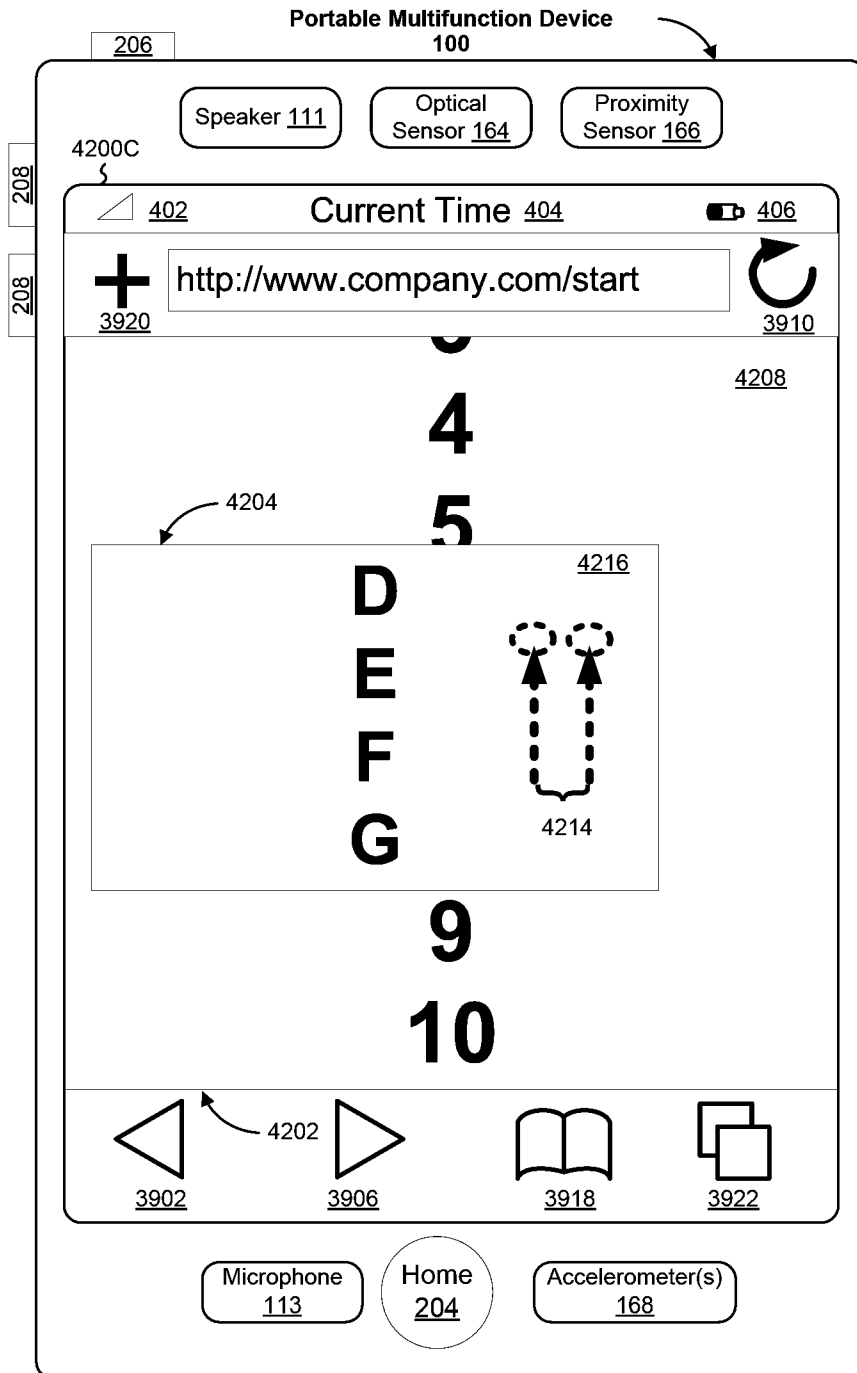 Portable Multifunction Device
100
206
Speaker 111
Optical
Sensor 164
Proximity
Sensor 166
4200C
208
208
402
Current Time 404
406
http://www.company.com/start
3920
3910
4208
4
5
4204
4216
D
E
F
G
4214
9
10
4202
3902
3906
3918
3922
Microphone
113
Home
204
Accelerometer(s)
168